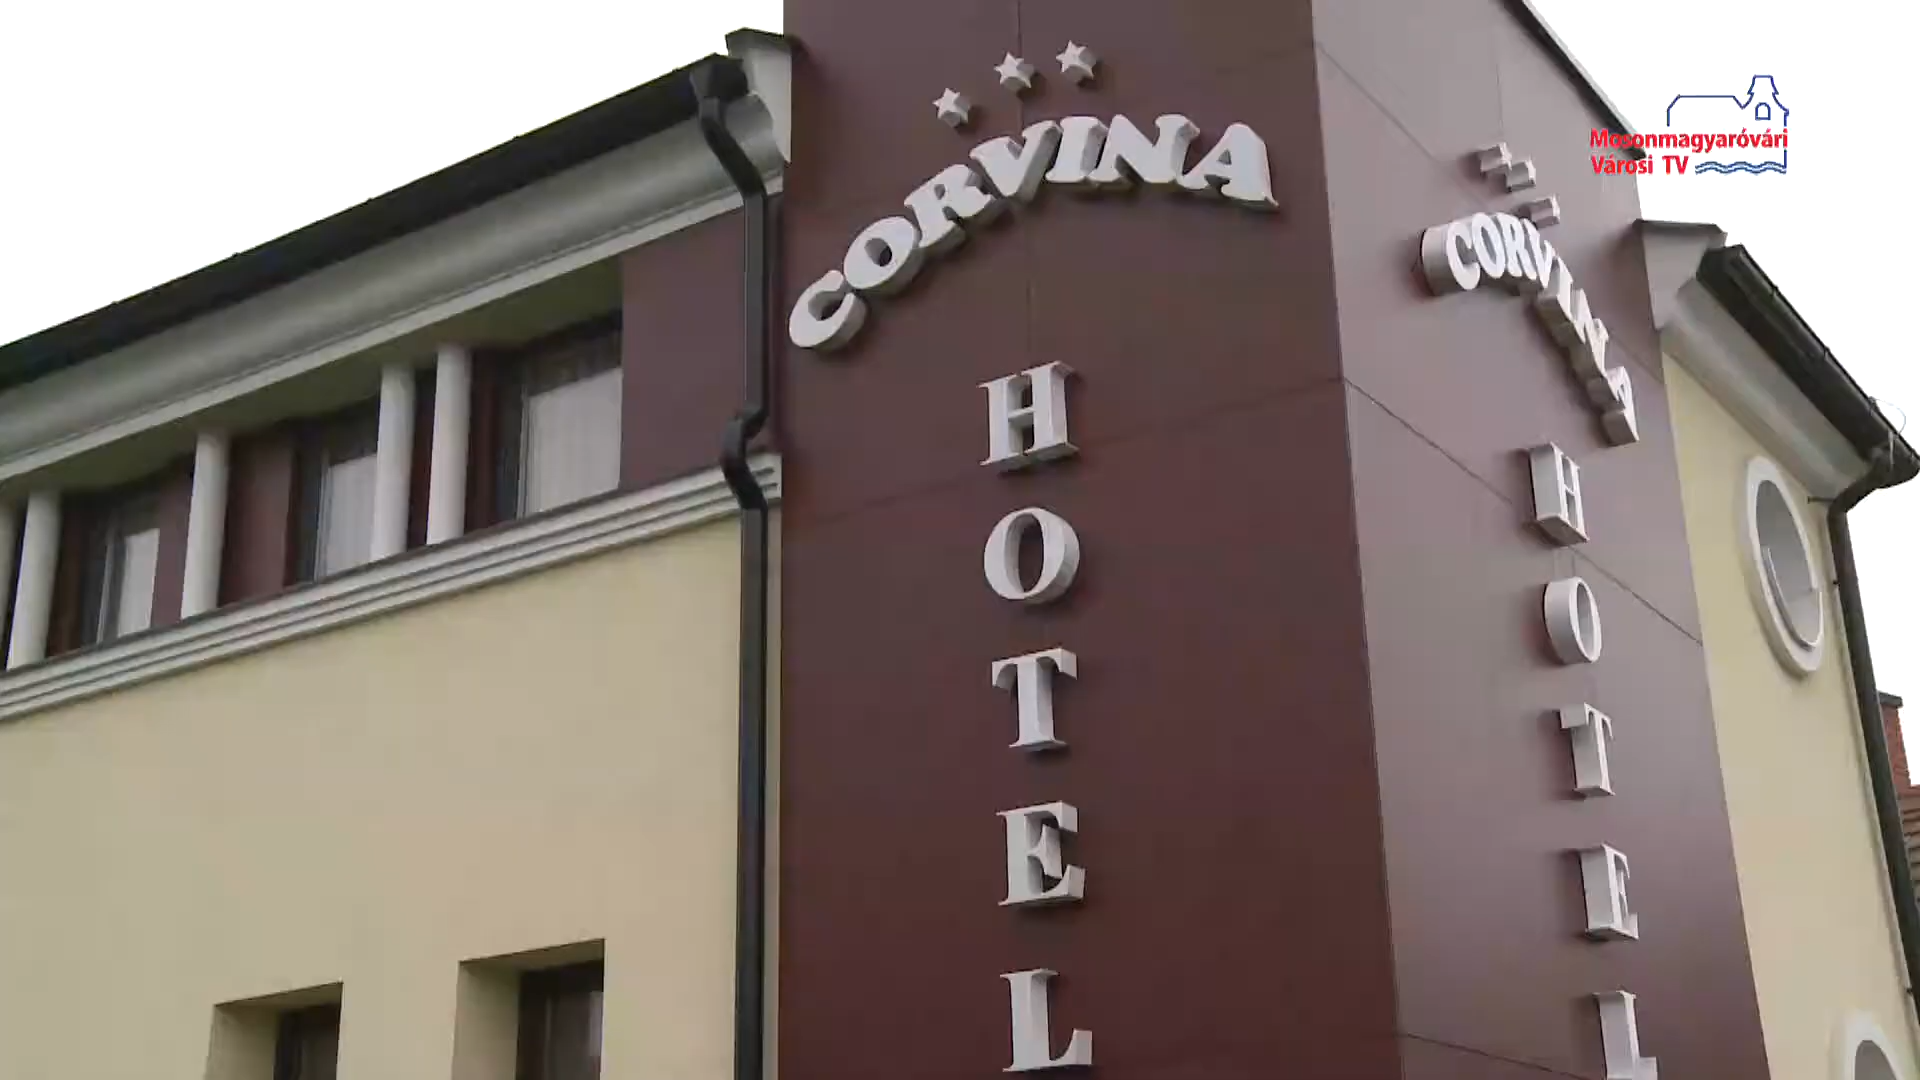 CORVINA
HOTEL
CORVINA
HOTEL
Mosonmagyaróvári
Városi TV